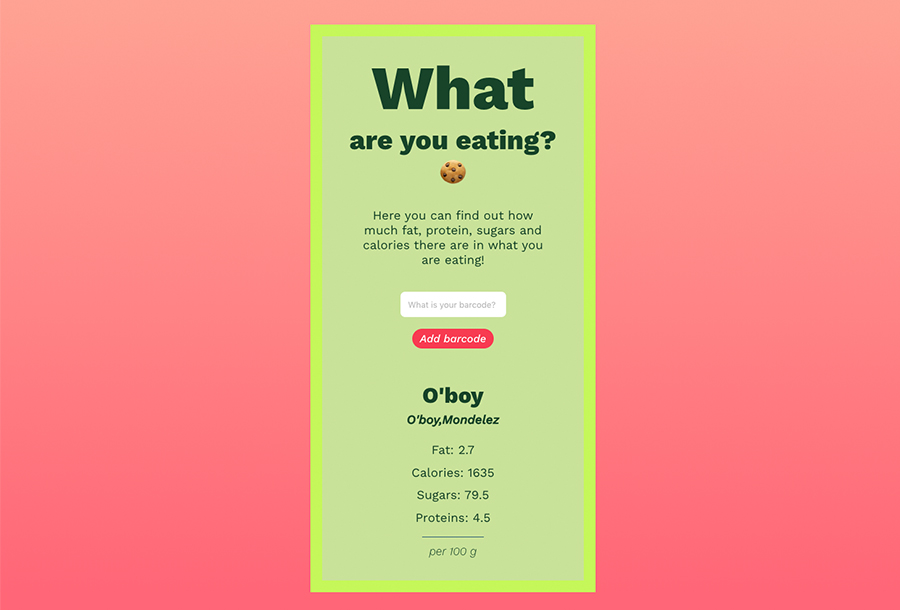 What
are you eating?
Here you can find out how
much fat, protein, sugars and
calories there are in what you
are eating!
What is your barcode?
Add barcode
O'boy
O'boy,Mondelez
Fat: 2.7
Calories: 1635
Sugars: 79.5
Proteins: 4.5
per 100 g